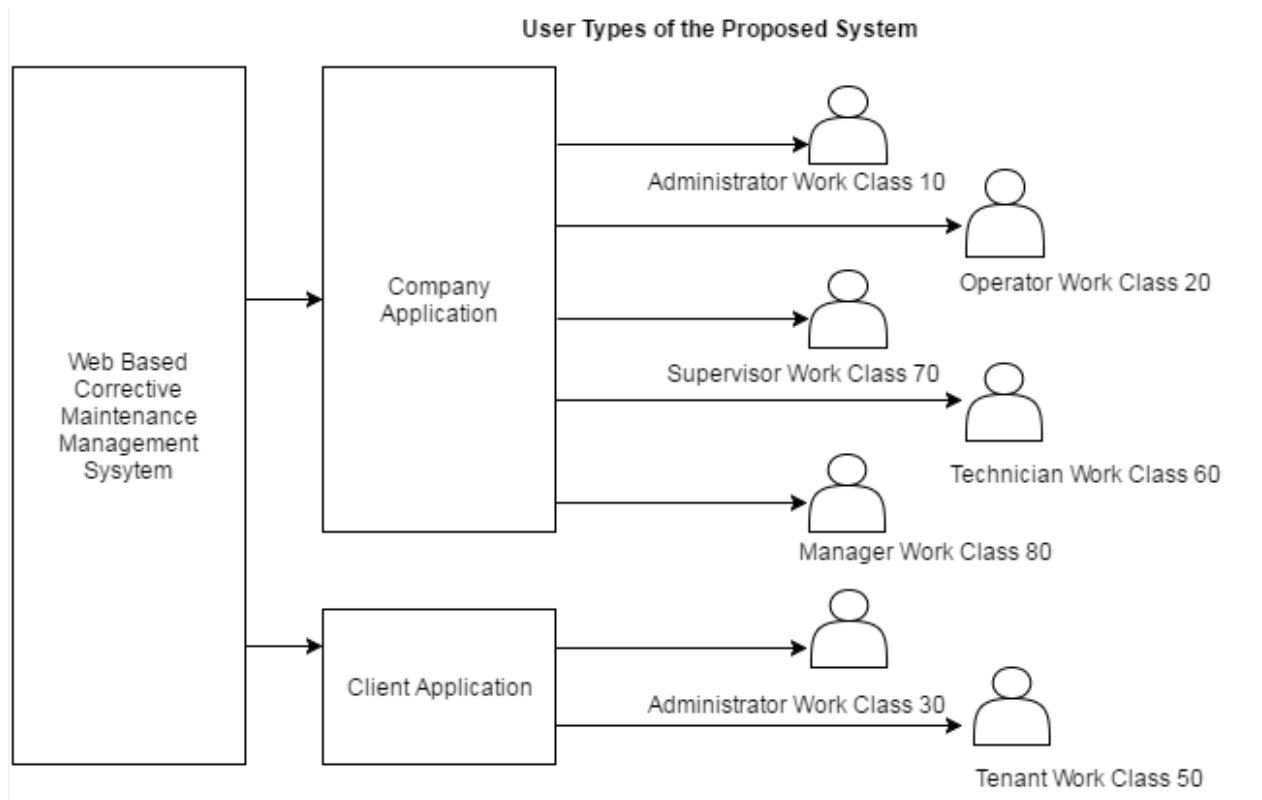 User Types of the Proposed System
Administrator Work Class 10
Operator Work Class 20
Company
Application
Supervisor Work Class 70
Web Based
Corrective
Maintenance
Management
Sysytem
Technician Work Class 60
Manager Work Class 80
Client Application
Administrator Work Class 30
Tenant Work Class 50